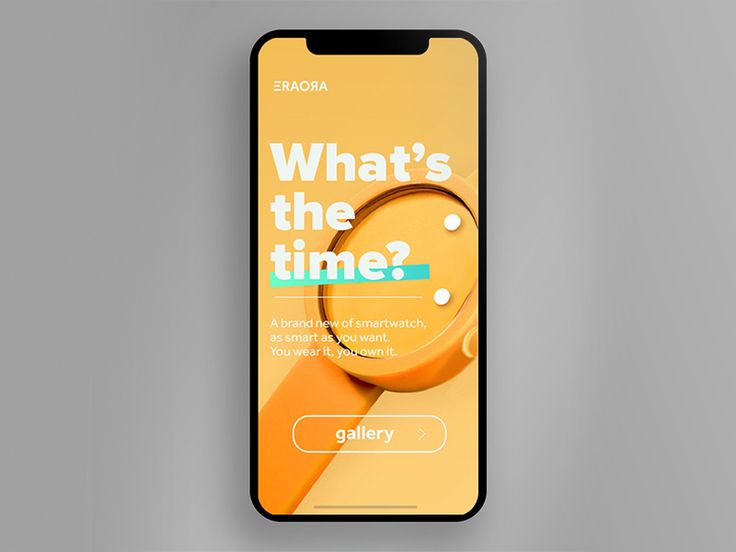 ERAORA
What's
the
time?
A brand new of smartwatch,
as smart as you want.
You wear it, you own it.
gallery